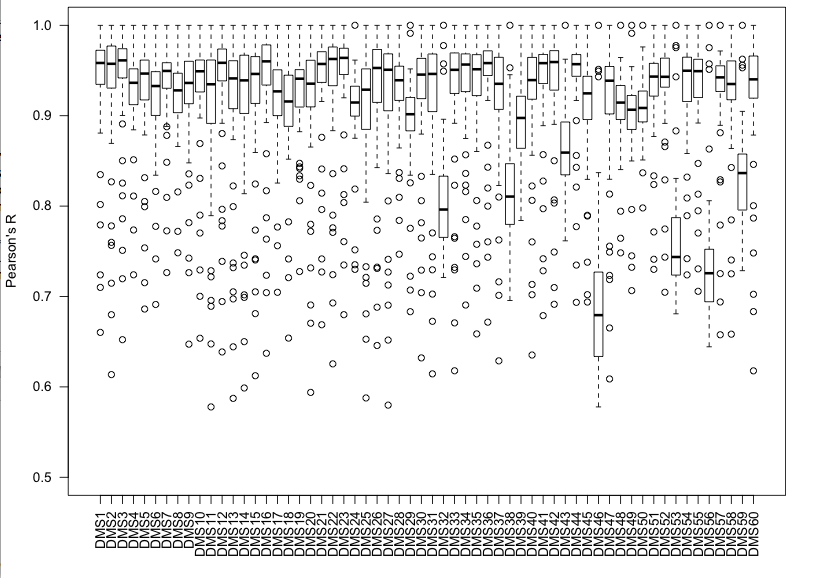 1.0
0.9
0.8
0.7
0.6
0.5
Pearson's R
DMS1
DMS2
DMS3
DMS4
DMS5
DMS6
DMS7
DMS8
DMS9
DMS10
DMS11
DMS12
DMS13
DMS14
DMS15
DMS16
DMS17
DMS18
DMS19
DMS20
DMS21
DMS22
DMS23
DMS24
DMS25
DMS26
DMS27
DMS28
DMS29
DMS30
DMS31
DMS32
DMS33
DMS34
DMS35
DMS36
DMS37
DMS38
DMS39
DMS40
DMS41
DMS42
DMS43
DMS44
DMS45
DMS46
DMS47
DMS48
DMS49
DMS50
DMS51
DMS52
DMS53
DMS54
DMS55
DMS56
DMS57
DMS58
DMS59
DMS60